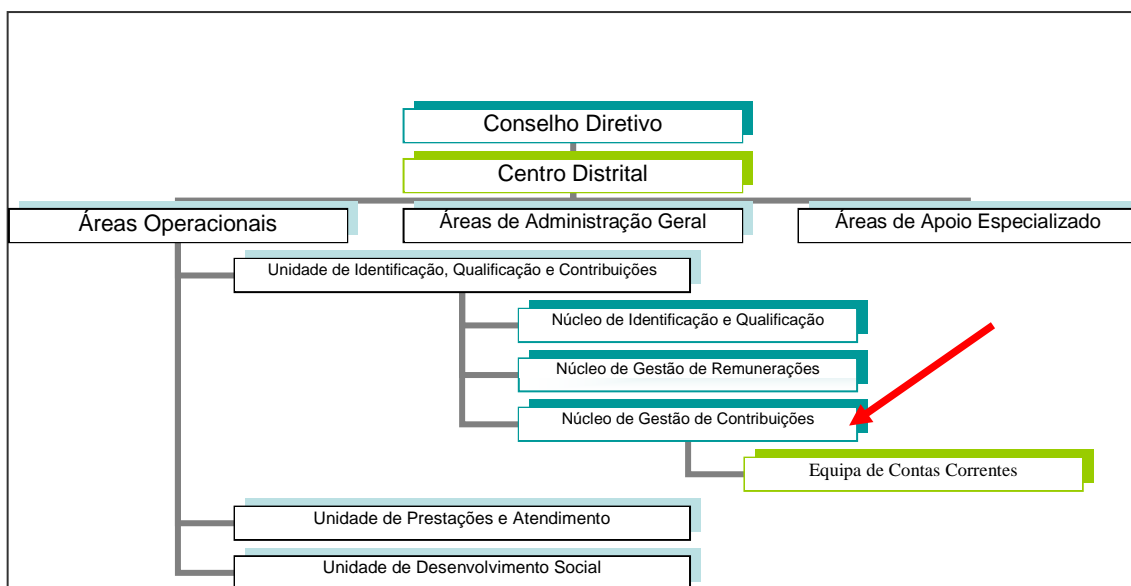 Conselho Diretivo
Centro Distrital
Áreas Operacionais
Áreas de Administração Geral
Áreas de Apoio Especializado
Unidade de Identificação, Qualificação e Contribuições
Núcleo de Identificação e Qualificação
Núcleo de Gestão de Remunerações
Núcleo de Gestão de Contribuições
Equipa de Contas Correntes
Unidade de Prestações e Atendimento
Unidade de Desenvolvimento Social